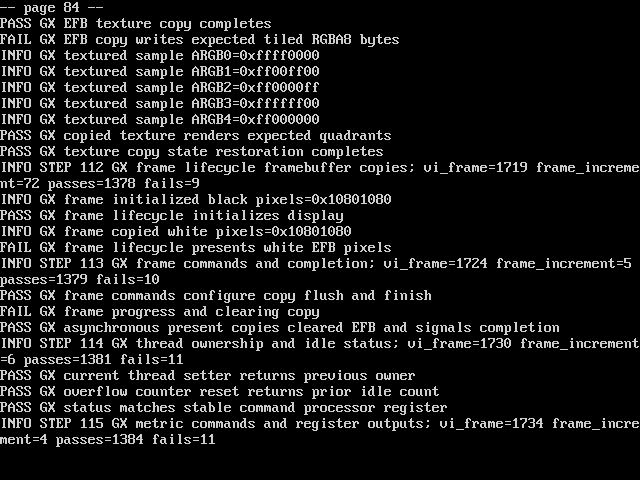 -- page 84 --
PASS GX EFB texture copy completes
FAIL GX EFB copy writes expected tiled RGBA8 bytes
INFO GX textured sample ARGB0=0xffff0000
INFO GX textured sample ARGB1=0xff00ff00
INFO GX textured sample ARGB2=0xff0000ff
INFO GX textured sample ARGB3=0xffffff00
INFO GX textured sample ARGB4=0xff000000
PASS GX copied texture renders expected quadrants
PASS GX texture copy state restoration completes
INFO STEP 112 GX frame lifecycle framebuffer copies; vi_frame=1719 frame_increme
nt=72 passes=1378 fails=9
INFO GX frame initialized black pixels=0x10801080
PASS GX frame lifecycle initializes display
INFO GX frame copied white pixels=0x10801080
FAIL GX frame lifecycle presents white EFB pixels
INFO STEP 113 GX frame commands and completion; vi_frame=1724 frame_increment=5
passes=1379 fails=10
PASS GX frame commands configure copy flush and finish
FAIL GX frame progress and clearing copy
PASS GX asynchronous present copies cleared EFB and signals completion
INFO STEP 114 GX thread ownership and idle status; vi_frame=1730 frame_increment
=6 passes=1381 fails=11
PASS GX current thread setter returns previous owner
PASS GX overflow counter reset returns prior idle count
PASS GX status matches stable command processor register
INFO STEP 115 GX metric commands and register outputs; vi_frame=1734 frame_incre
ment=4 passes=1384 fails=11